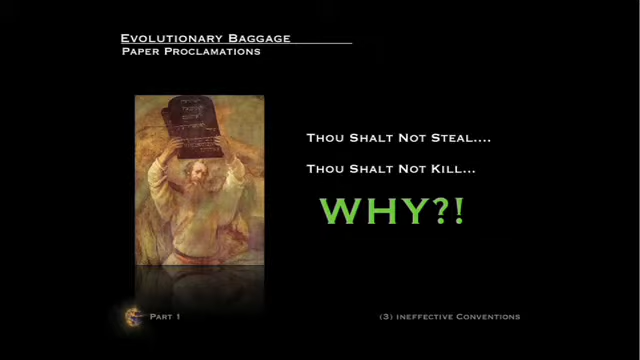 Evolutionary Baggage
Paper Proclamations
Thou Shalt Not Steal....
Thou Shalt Not Kill...
WHY?!
Part 1
(3) ineffective Conventions